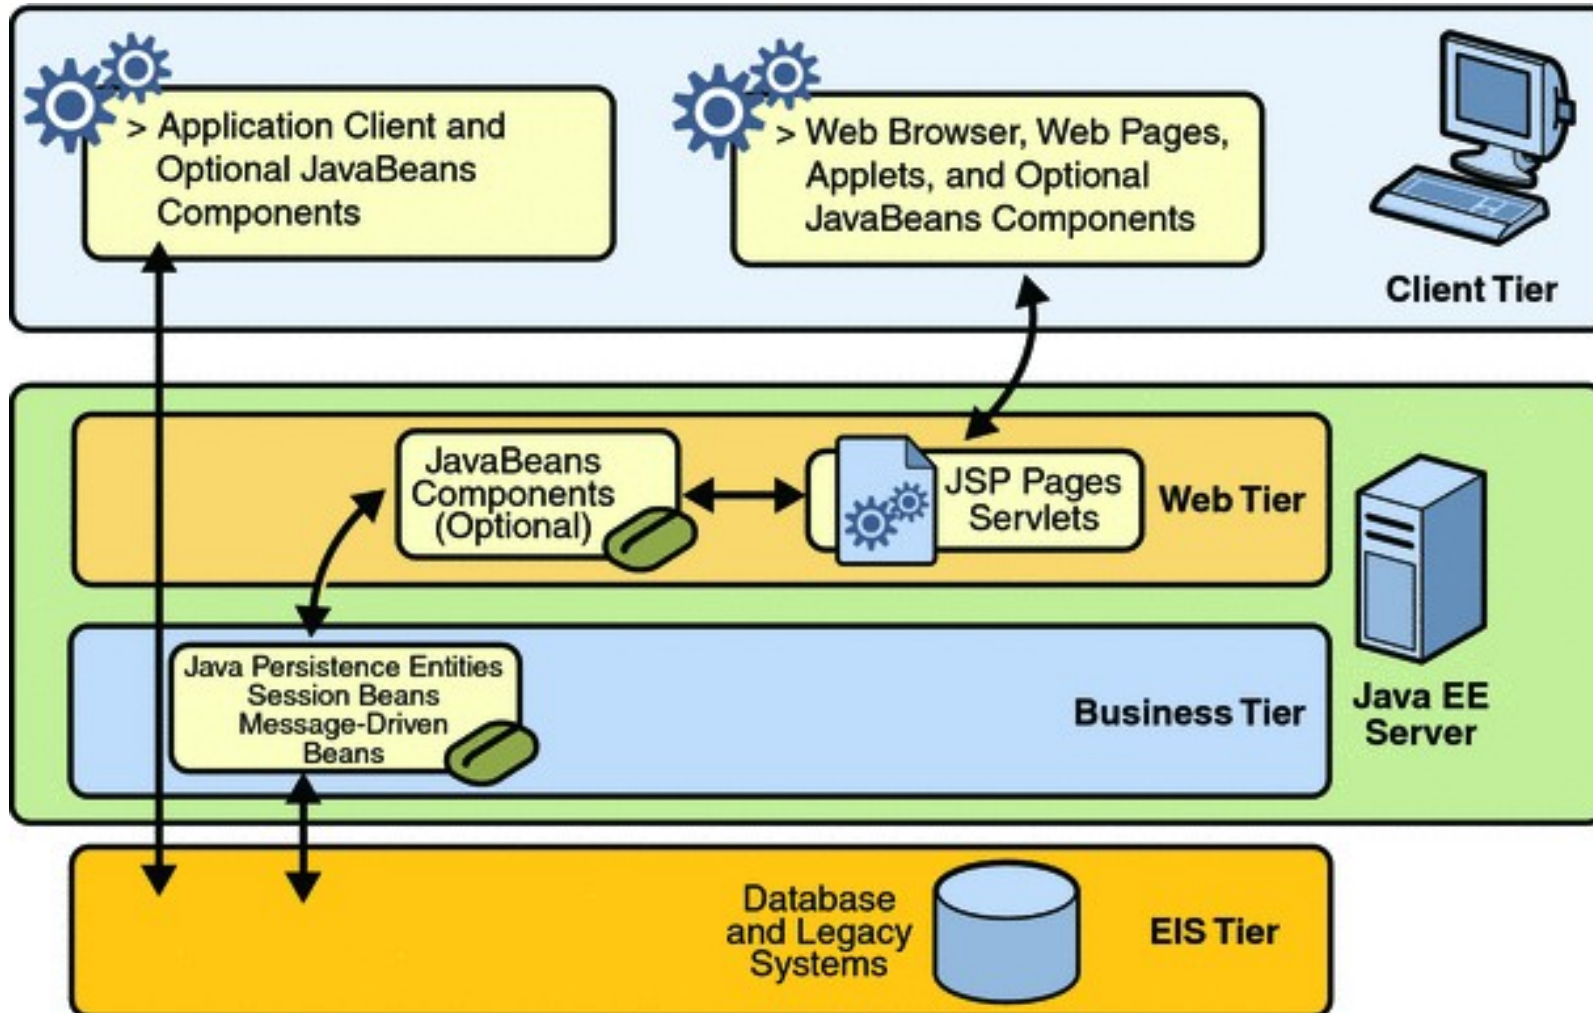 > Application Client and
Optional JavaBeans
Components
> Web Browser, Web Pages,
Applets, and Optional
JavaBeans Components
Client Tier
JavaBeans
Components
(Optional)
JSP Pages
Servlets
Web Tier
Java Persistence Entities
Session Beans
Message-Driven
Beans
Business Tier
Java EE
Server
Database
and Legacy
Systems
EIS Tier